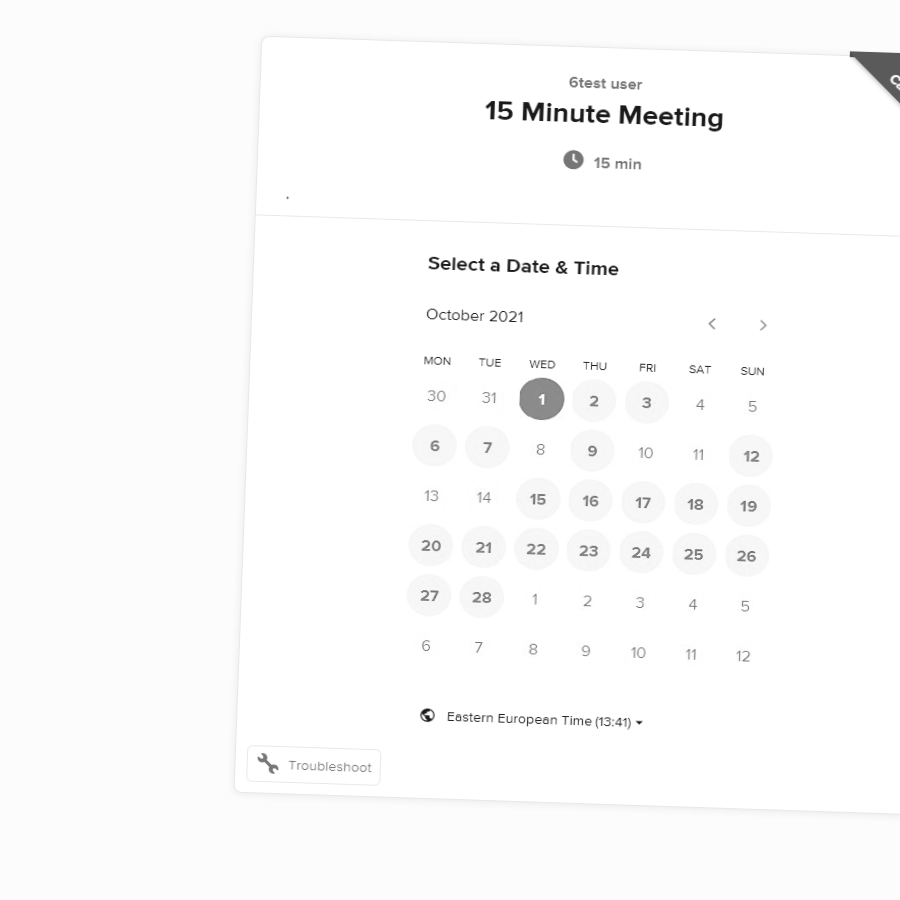 6test user
15 Minute Meeting
15 min
.
Select a Date & Time
October 2021
MON TUE WED THU FRI SAT SUN
30 31 1 2 3 4 5
6 7 8 9 10 11 12
13 14 15 16 17 18 19
20 21 22 23 24 25 26
27 28 1 2 3 4 5
6 7 8 9 10 11 12
Eastern European Time (13:41)
Troubleshoot